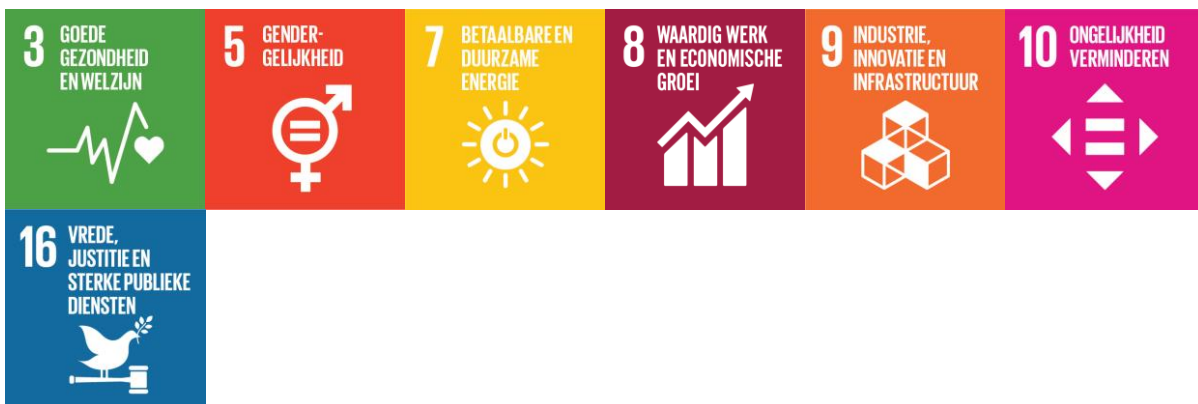 3 GOEDE
GEZONDHEID
EN WELZIJN
5 GENDER-
GELIJKHEID
7 BETAALBARE EN
DUURZAME
ENERGIE
8 WAARDIG WERK
EN ECONOMISCHE
GROEI
9 INDUSTRIE,
INNOVATIE EN
INFRASTRUCTUUR
10 ONGELIJKHEID
VERMINDEREN
16 VREDE,
JUSTITIE EN
STERKE PUBLIEKE
DIENSTEN